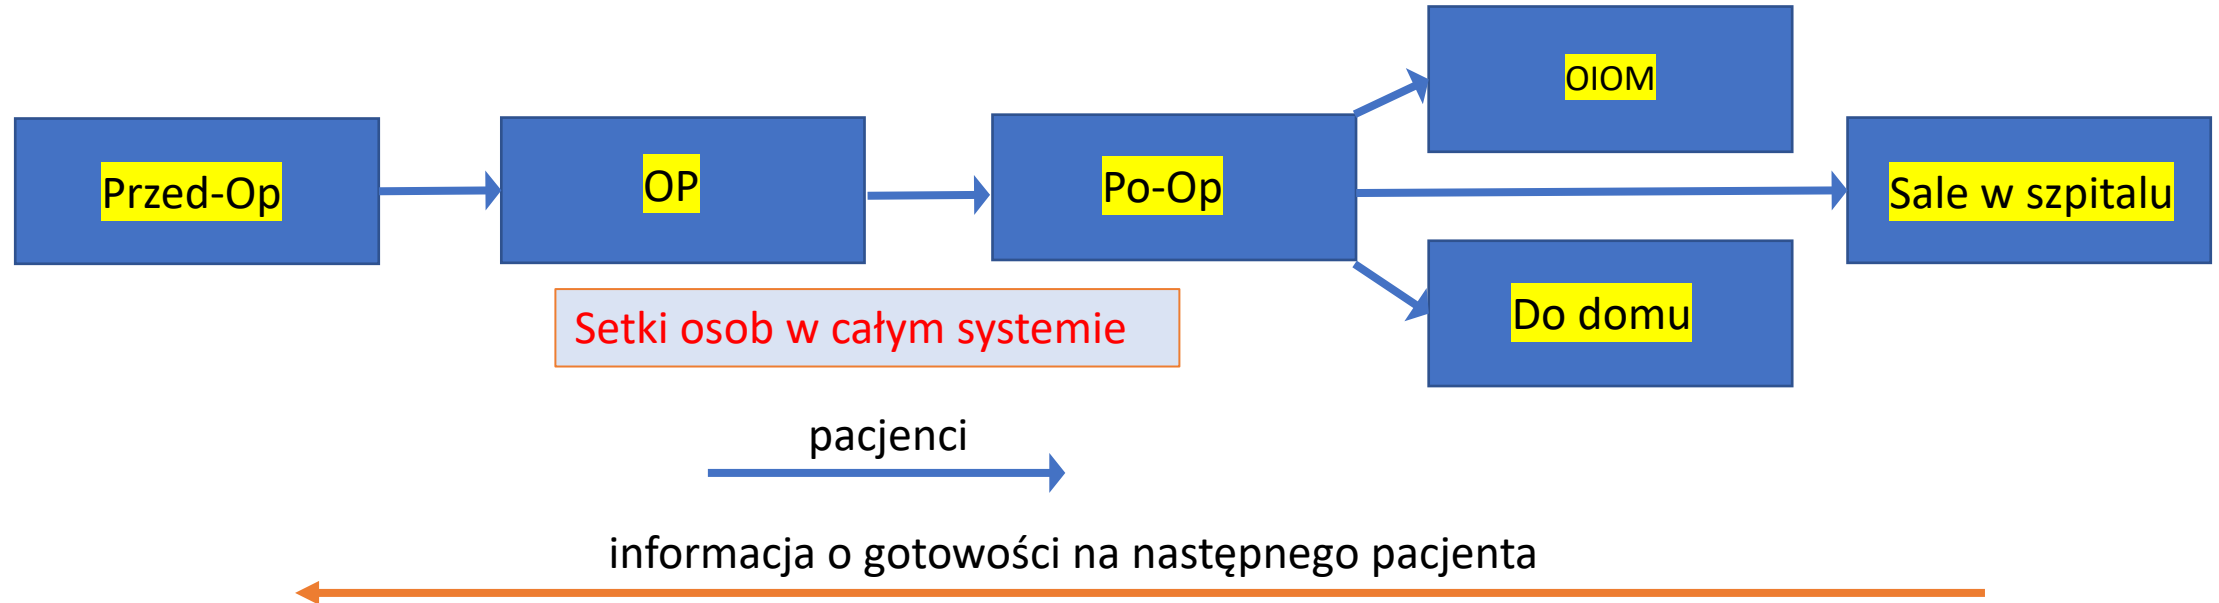 Przed-Op
OP
Po-Op
OIOM
Sale w szpitalu
Do domu
Setki osob w całym systemie
pacjenci
informacja o gotowości na następnego pacjenta